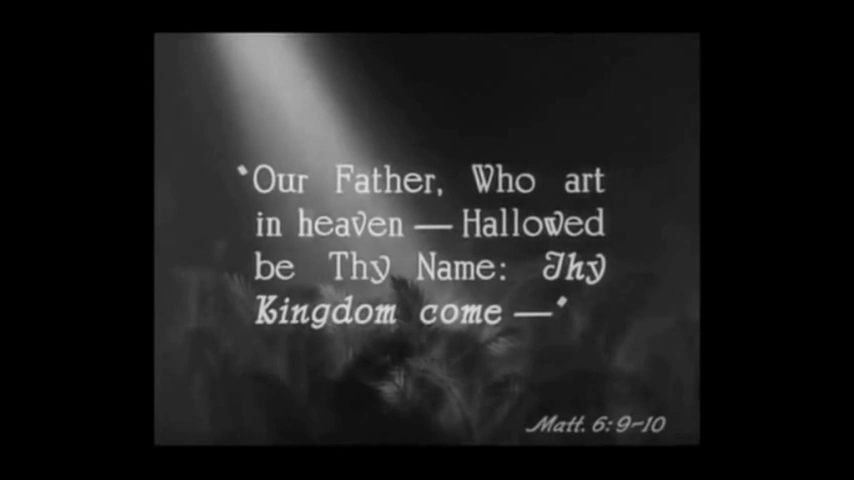 "Our Father, Who art
in heaven — Hallowed
be Thy Name: Thy
Kingdom come —"
Matt. 6:9-10